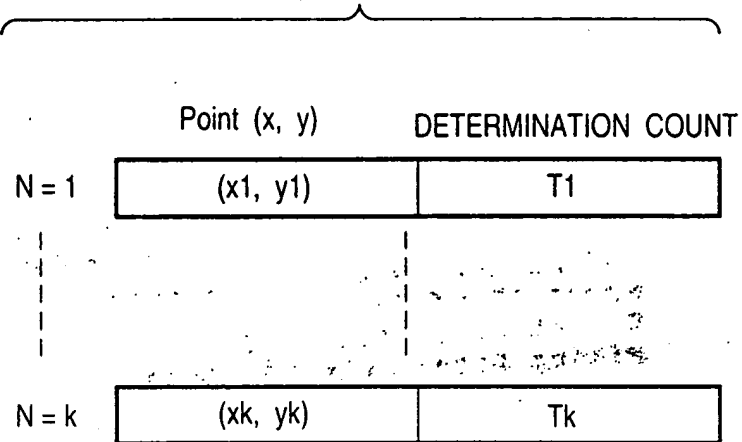 Point (x, y) DETERMINATION COUNT
N = 1 (x1, y1) T1
N = k (xk, yk) Tk